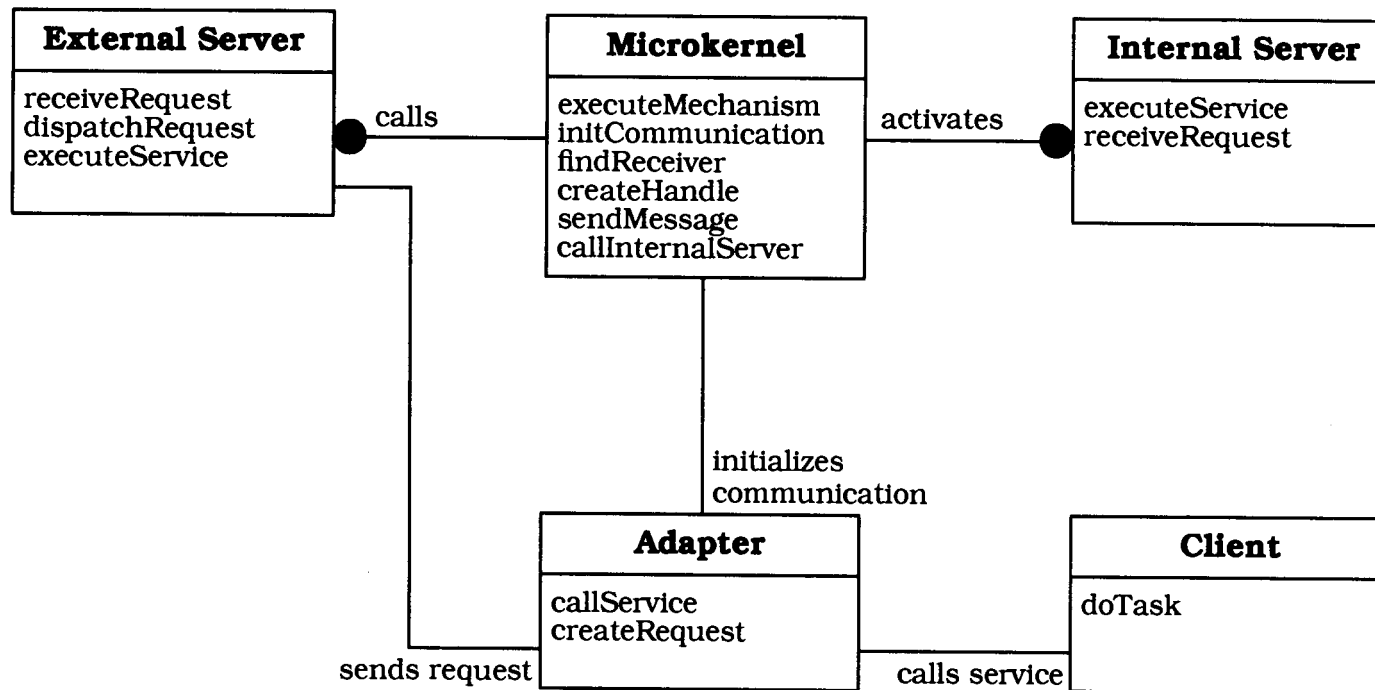 External Server
receiveRequest
dispatchRequest
executeService
calls
Microkernel
executeMechanism
initCommunication
findReceiver
createHandle
sendMessage
callInternalServer
activates
Internal Server
executeService
receiveRequest
initializes
communication
Adapter
callService
createRequest
sends request
calls service
Client
doTask